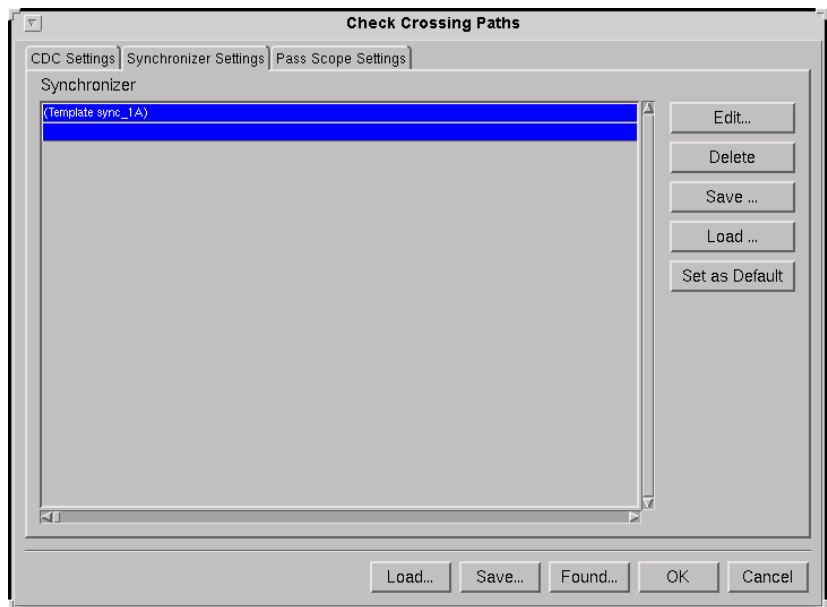 Check Crossing Paths
CDC Settings Synchronizer Settings Pass Scope Settings
Synchronizer
(Template sync_1A)
Edit...
Delete
Save ...
Load ...
Set as Default
Load... Save... Found... OK Cancel